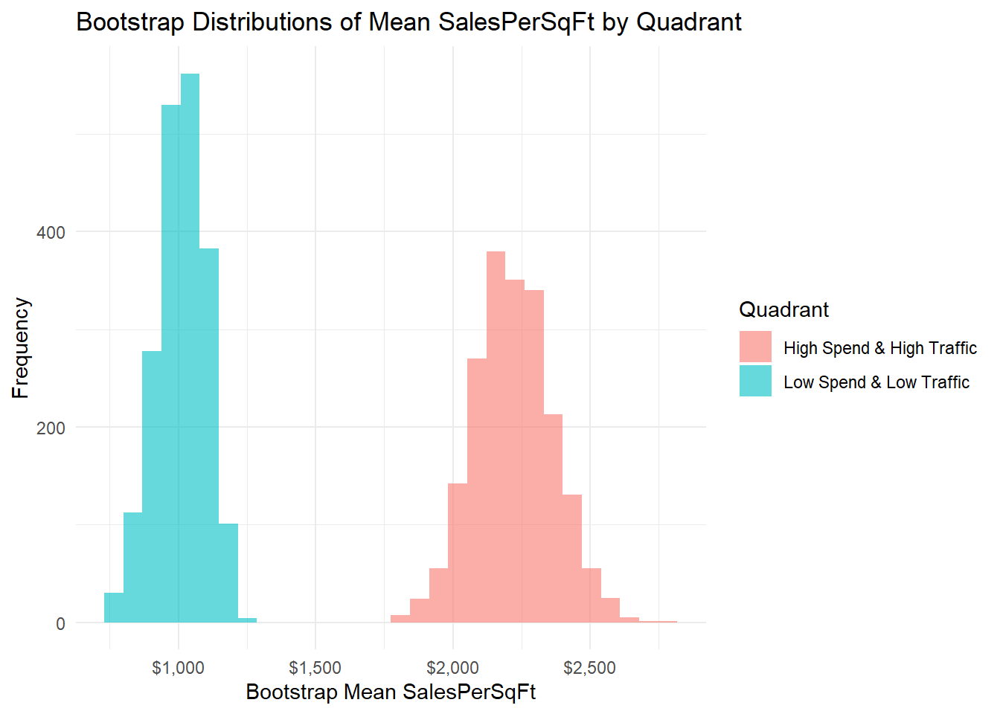 Bootstrap Distributions of Mean SalesPerSqFt by Quadrant
Frequency
400
200
0
$1,000
$1,500
$2,000
$2,500
Bootstrap Mean SalesPerSqFt
Quadrant
High Spend & High Traffic
Low Spend & Low Traffic